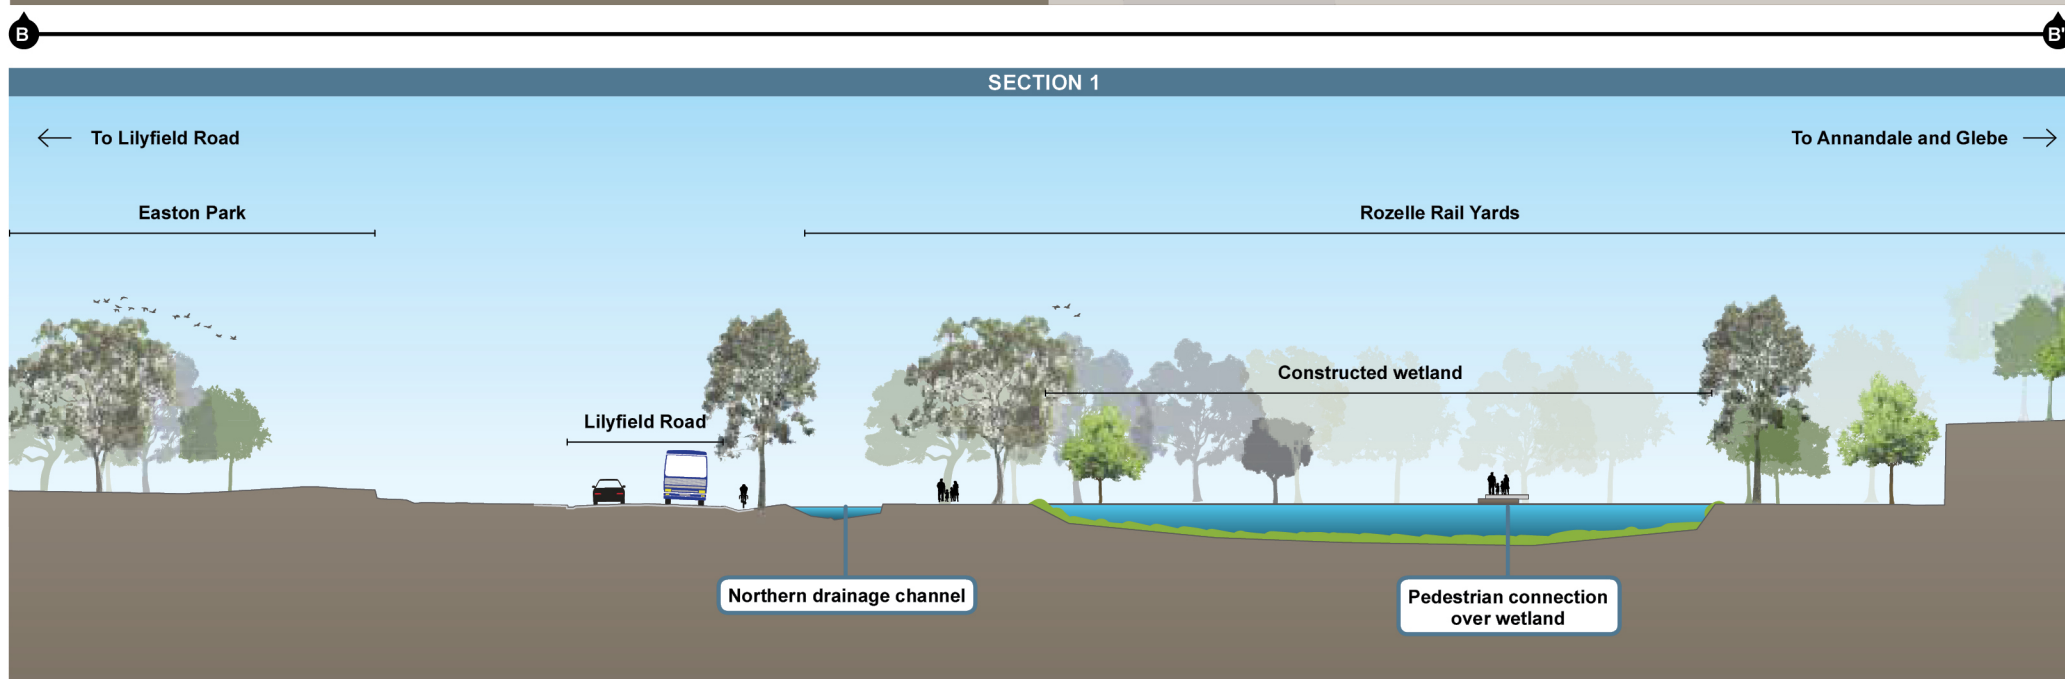 B B'
SECTION 1
To Lilyfield Road
To Annandale and Glebe
Easton Park
Rozelle Rail Yards
Constructed wetland
Lilyfield Road
Northern drainage channel
Pedestrian connection
over wetland